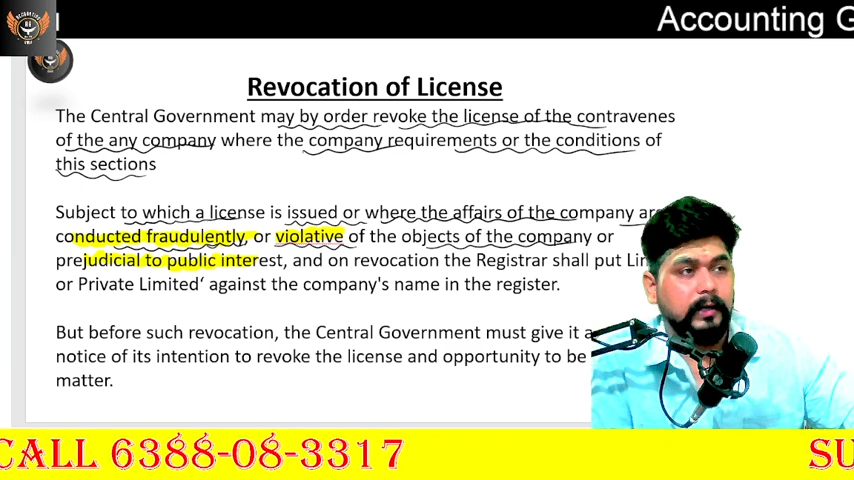 Accounting G
Revocation of License
The Central Government may by order revoke the license of the contravenes
of the any company where the company requirements or the conditions of
this sections
Subject to which a license is issued or where the affairs of the company are
conducted fraudulently, or violative of the objects of the company or
prejudicial to public interest, and on revocation the Registrar shall put
or Private Limited‘ against the company's name in the register.
But before such revocation, the Central Government must give it a
notice of its intention to revoke the license and opportunity to be
matter.
CALL 6388-08-3317
SU